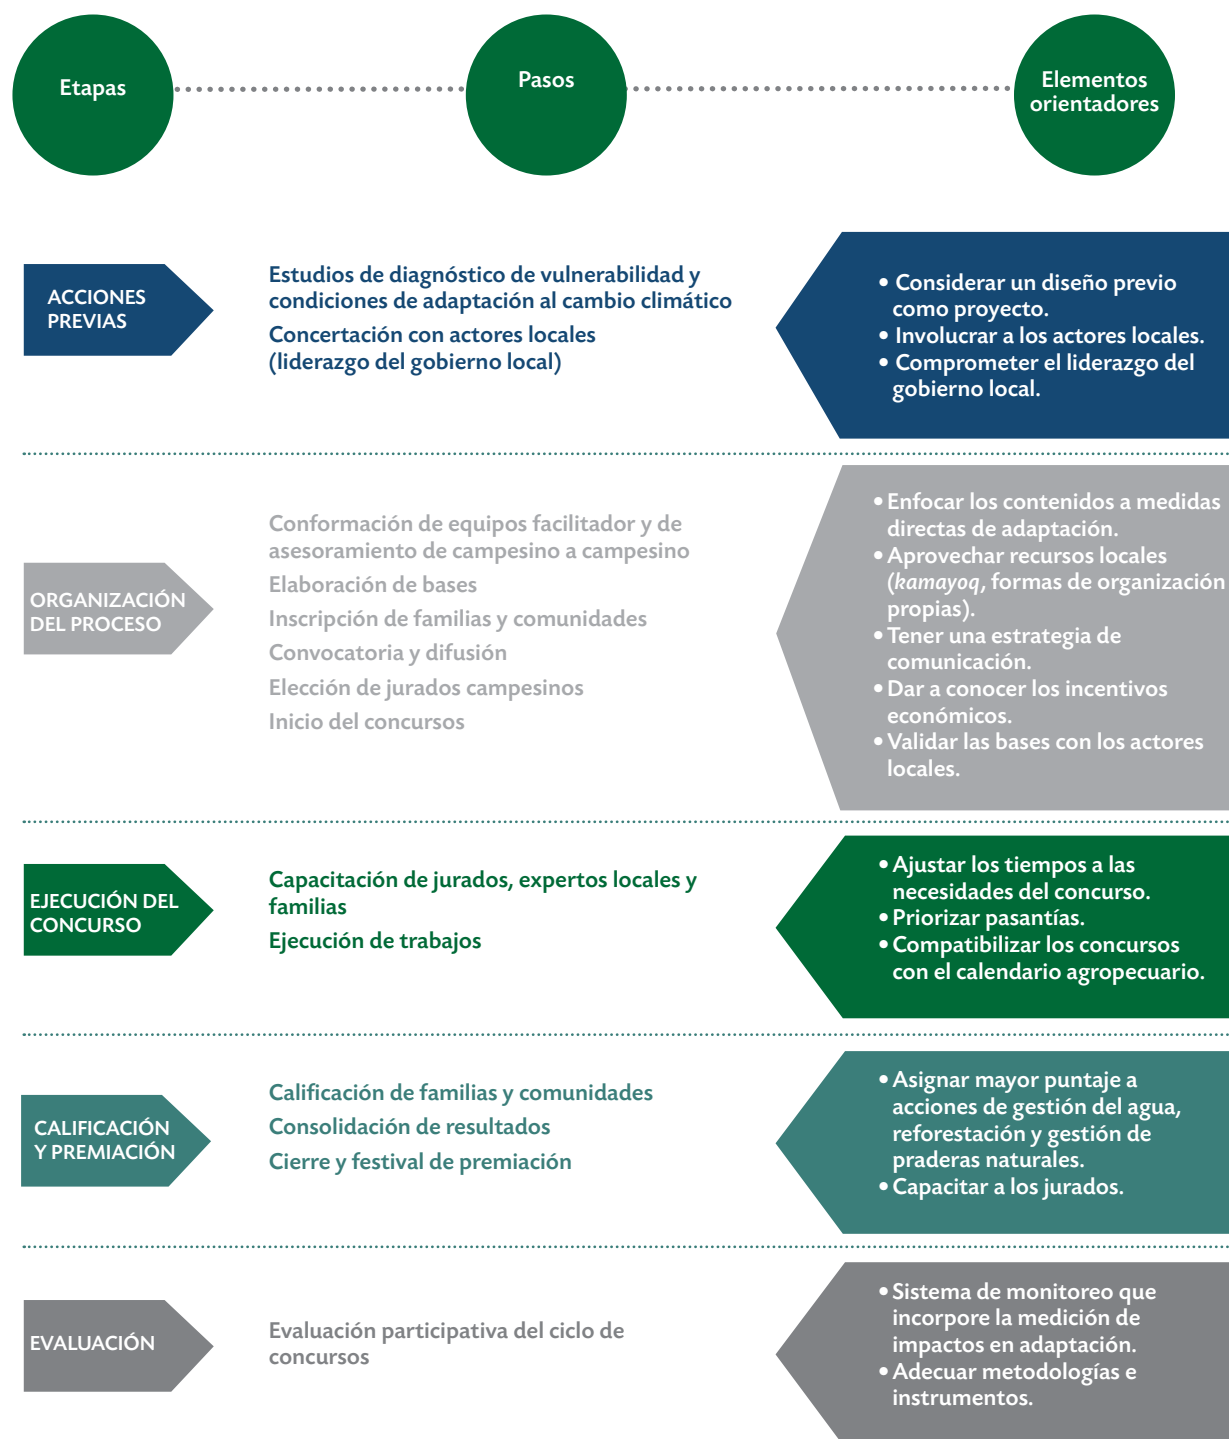 Etapas
Pasos
Elementos
orientadores
ACCIONES
PREVIAS
Estudios de diagnóstico de vulnerabilidad y
condiciones de adaptación al cambio climático
Concertación con actores locales
(liderazgo del gobierno local)
• Considerar un diseño previo
como proyecto.
• Involucrar a los actores locales.
• Comprometer el liderazgo del
gobierno local.
ORGANIZACIÓN
DEL PROCESO
Conformación de equipos facilitador y de
asesoramiento de campesino a campesino
Elaboración de bases
Inscripción de familias y comunidades
Convocatoria y difusión
Elección de jurados campesinos
Inicio del concursos
• Enfocar los contenidos a medidas
directas de adaptación.
• Aprovechar recursos locales
(kamayoq, formas de organización
propias).
• Tener una estrategia de
comunicación.
• Dar a conocer los incentivos
económicos.
• Validar las bases con los actores
locales.
EJECUCIÓN DEL
CONCURSO
Capacitación de jurados, expertos locales y
familias
Ejecución de trabajos
• Ajustar los tiempos a las
necesidades del concurso.
• Priorizar pasantías.
• Compatibilizar los concursos
con el calendario agropecuario.
CALIFICACIÓN
Y PREMIACIÓN
Calificación de familias y comunidades
Consolidación de resultados
Cierre y festival de premiación
• Asignar mayor puntaje a
acciones de gestión del agua,
reforestación y gestión de
praderas naturales.
• Capacitar a los jurados.
EVALUACIÓN
Evaluación participativa del ciclo de
concursos
• Sistema de monitoreo que
incorpore la medición de
impactos en adaptación.
• Adecuar metodologías e
instrumentos.